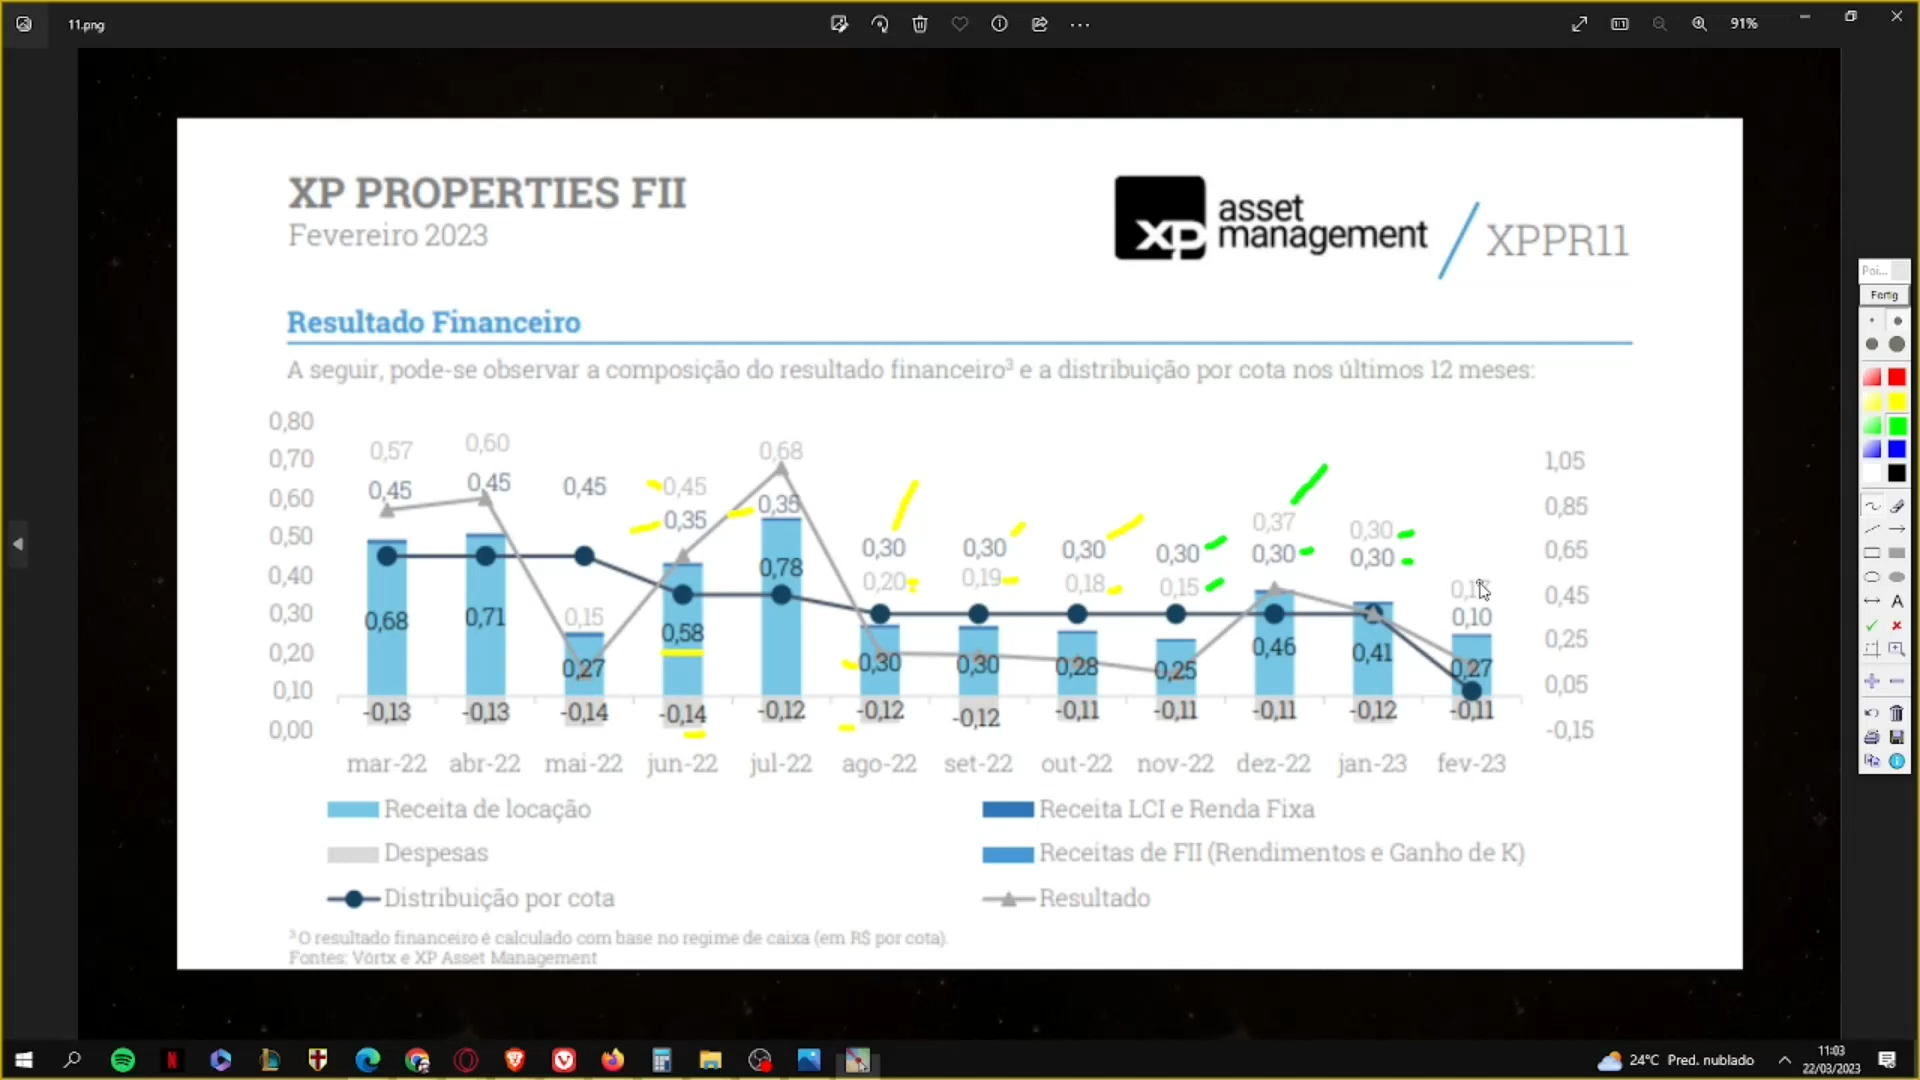 11.png
91%
XP PROPERTIES FII
Fevereiro 2023
xp asset management
XPPR11
Poi...
Fertig
Resultado Financeiro
A seguir, pode-se observar a composição do resultado financeiro³ e a distribuição por cota nos últimos 12 meses:
0,80
0,70
0,60
0,50
0,40
0,30
0,20
0,10
0,00
0,57 0,60 0,15 0,45 0,68 0,20 0,19 0,18 0,15 0,37 0,30
0,45 0,45 0,45 0,35 0,35 0,30 0,30 0,30 0,30 0,30 0,30 0,10
0,68 0,71 0,27 0,58 0,78 0,30 0,30 0,28 0,25 0,46 0,41 0,27
-0,13 -0,13 -0,14 -0,14 -0,12 -0,12 -0,12 -0,11 -0,11 -0,11 -0,12 -0,11
1,05
0,85
0,65
0,45
0,25
0,05
-0,15
mar-22 abr-22 mai-22 jun-22 jul-22 ago-22 set-22 out-22 nov-22 dez-22 jan-23 fev-23
Receita de locação
Receita LCI e Renda Fixa
Despesas
Receitas de FII (Rendimentos e Ganho de K)
Distribuição por cota
Resultado
³ O resultado financeiro é calculado com base no regime de caixa (em R$ por cota).
Fontes: Vórtx e XP Asset Management
24°C Pred. nublado
11:03
22/03/2023